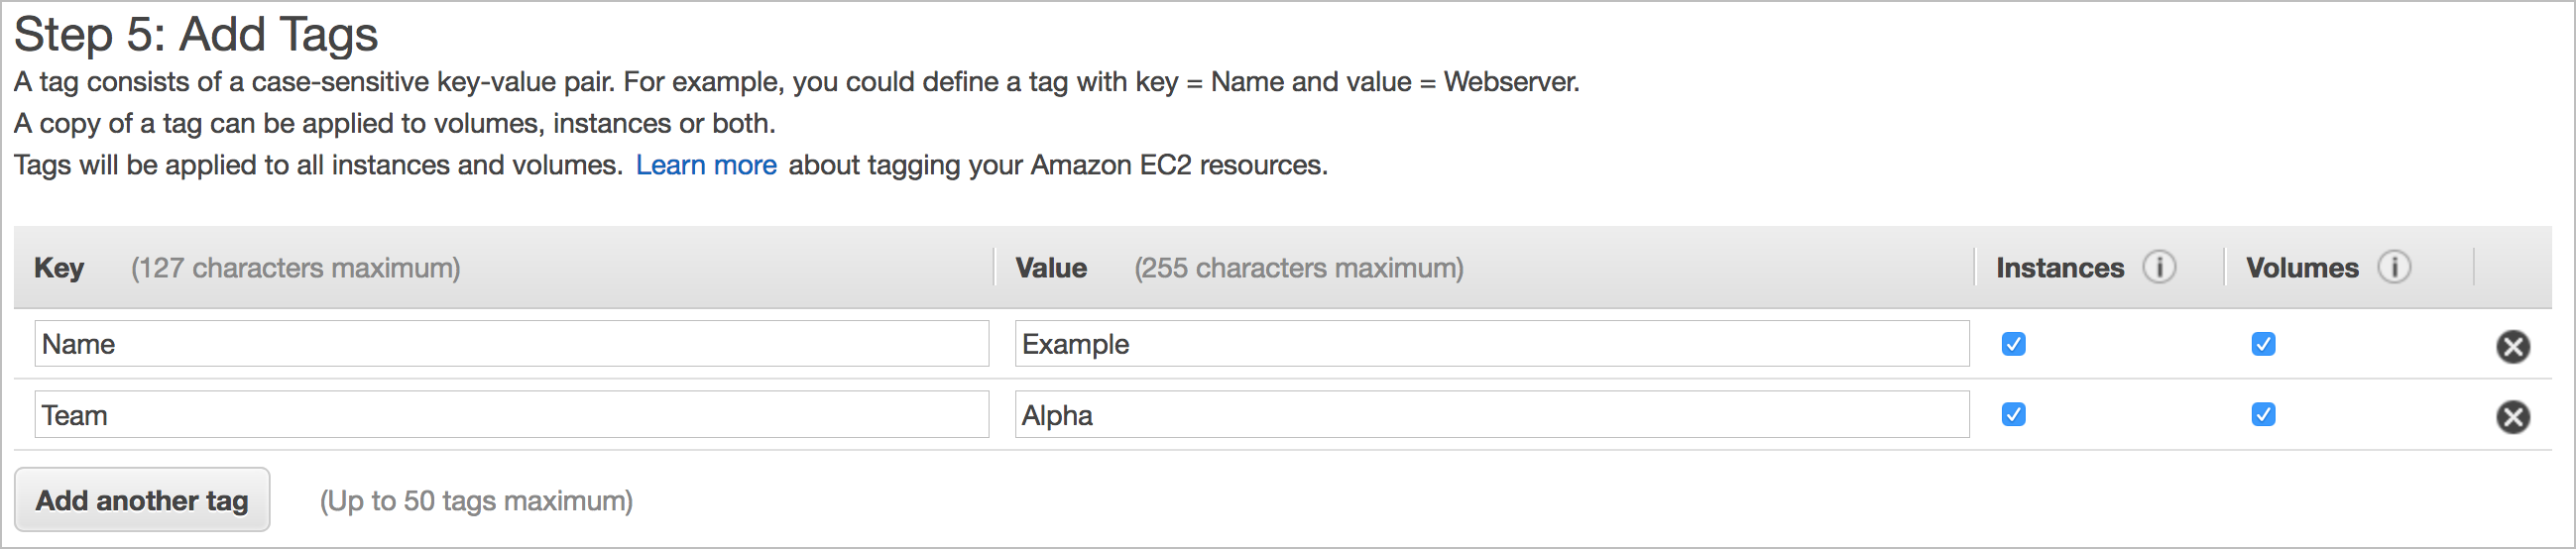 Step 5: Add Tags
A tag consists of a case-sensitive key-value pair. For example, you could define a tag with key = Name and value = Webserver.
A copy of a tag can be applied to volumes, instances or both.
Tags will be applied to all instances and volumes. Learn more about tagging your Amazon EC2 resources.
Key (127 characters maximum) Value (255 characters maximum) Instances i Volumes i
Name Example
Team Alpha
Add another tag (Up to 50 tags maximum)